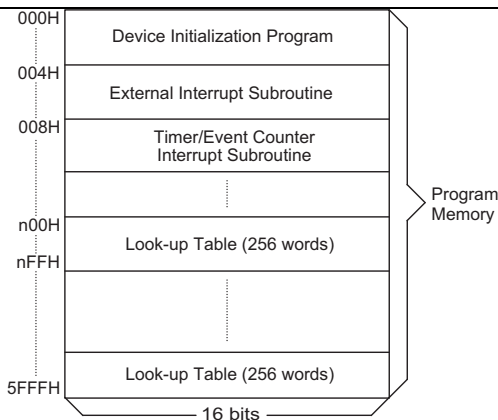 000H
Device Initialization Program
004H
External Interrupt Subroutine
008H
Timer/Event Counter
Interrupt Subroutine
Program
Memory
n00H
Look-up Table (256 words)
nFFH
Look-up Table (256 words)
5FFFH
16 bits